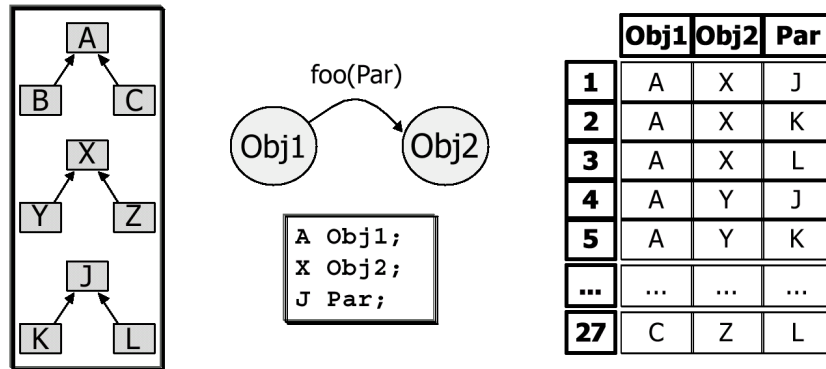 A
B C
X
Y Z
J
K L
foo(Par)
Obj1 Obj2
A Obj1;
X Obj2;
J Par;
Obj1 Obj2 Par
1 A X J
2 A X K
3 A X L
4 A Y J
5 A Y K
... ... ... ...
27 C Z L